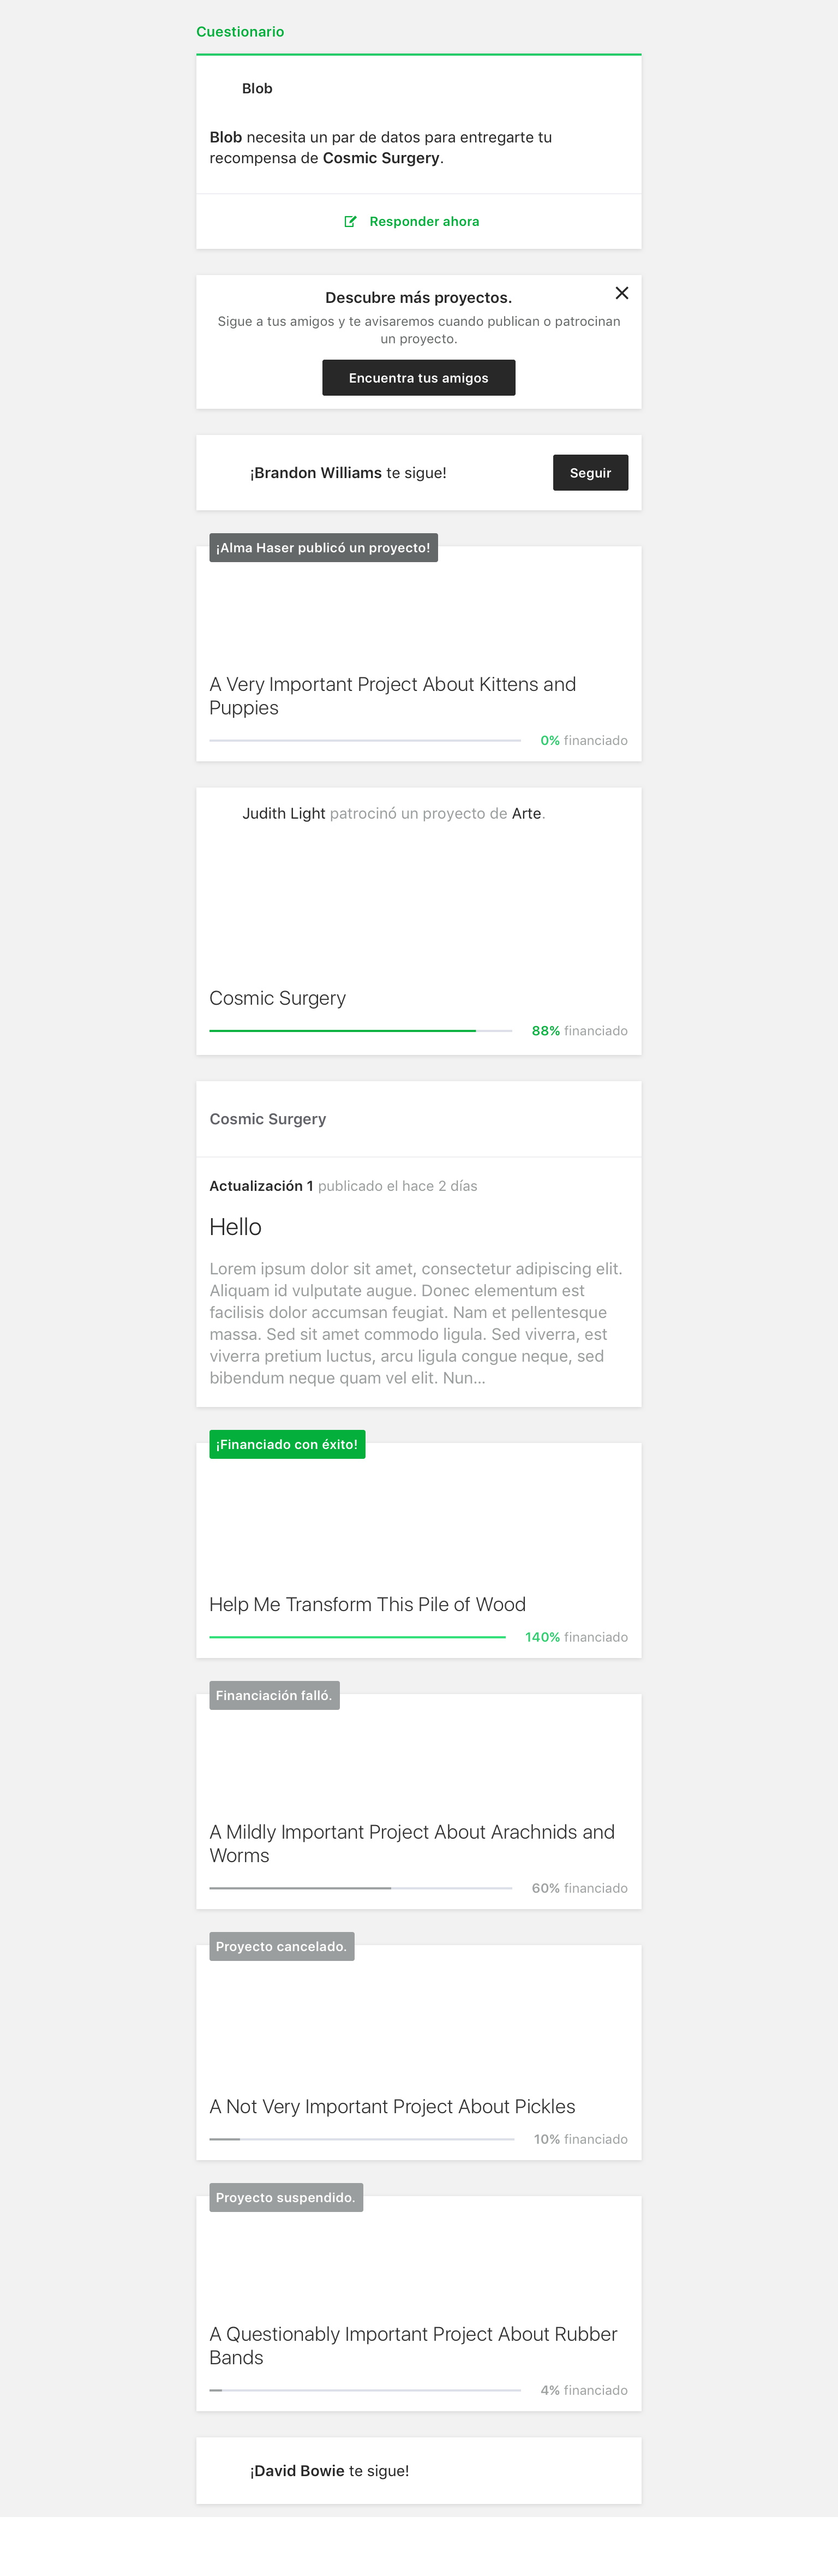 Cuestionario
Blob
Blob necesita un par de datos para entregarte tu
recompensa de Cosmic Surgery.
Responder ahora
Descubre más proyectos.
Sigue a tus amigos y te avisaremos cuando publican o patrocinan
un proyecto.
Encuentra tus amigos
¡Brandon Williams te sigue!
Seguir
¡Alma Haser publicó un proyecto!
A Very Important Project About Kittens and
Puppies
0% financiado
Judith Light patrocinó un proyecto de Arte.
Cosmic Surgery
88% financiado
Cosmic Surgery
Actualización 1 publicado el hace 2 días
Hello
Lorem ipsum dolor sit amet, consectetur adipiscing elit.
Aliquam id vulputate augue. Donec elementum est
facilisis dolor accumsan feugiat. Nam et pellentesque
massa. Sed sit amet commodo ligula. Sed viverra, est
viverra pretium luctus, arcu ligula congue neque, sed
bibendum neque quam vel elit. Nun...
¡Financiado con éxito!
Help Me Transform This Pile of Wood
140% financiado
Financiación falló.
A Mildly Important Project About Arachnids and
Worms
60% financiado
Proyecto cancelado.
A Not Very Important Project About Pickles
10% financiado
Proyecto suspendido.
A Questionably Important Project About Rubber
Bands
4% financiado
¡David Bowie te sigue!